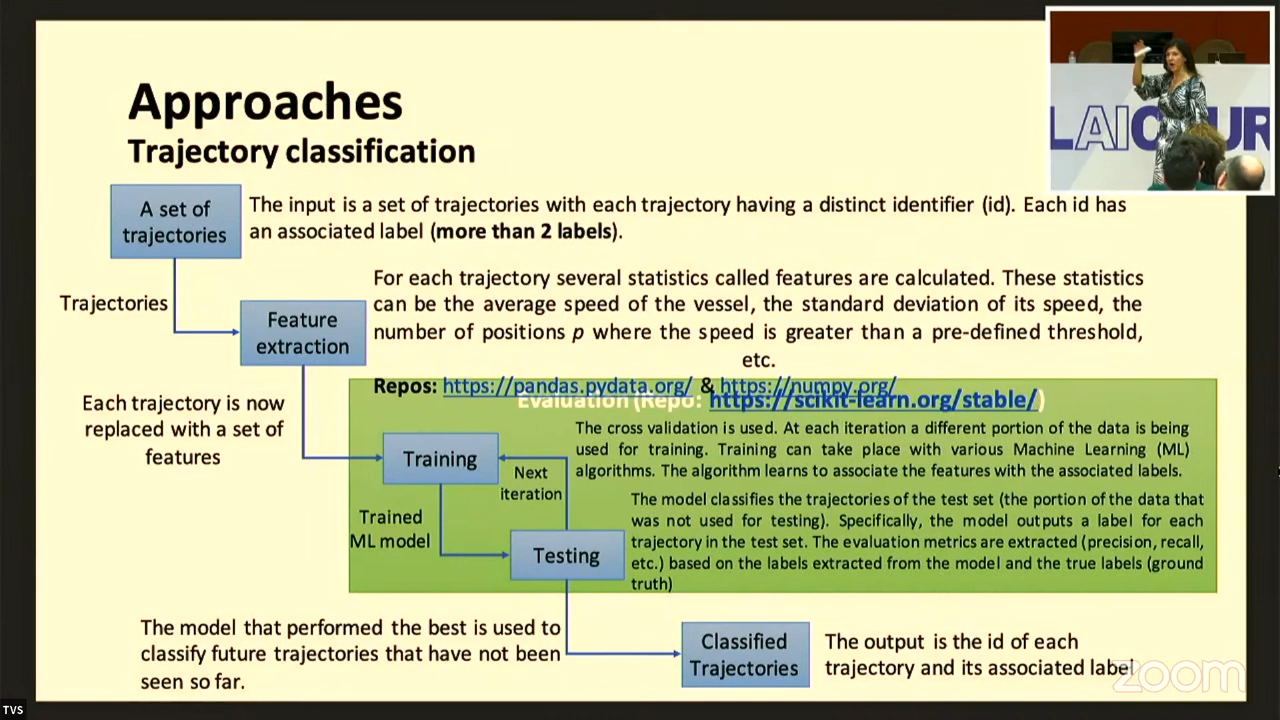 Approaches
Trajectory classification
A set of
trajectories
The input is a set of trajectories with each trajectory having a distinct identifier (id). Each id has
an associated label (more than 2 labels).
Trajectories
For each trajectory several statistics called features are calculated. These statistics
can be the average speed of the vessel, the standard deviation of its speed, the
number of positions p where the speed is greater than a pre-defined threshold,
etc.
Feature
extraction
Repos: https://pandas.pydata.org/ & https://numpy.org/
Evaluation (Repo: https://scikit-learn.org/stable/)
Each trajectory is now
replaced with a set of
features
Training
Next
iteration
The cross validation is used. At each iteration a different portion of the data is being
used for training. Training can take place with various Machine Learning (ML)
algorithms. The algorithm learns to associate the features with the associated labels.
Trained
ML model
Testing
The model classifies the trajectories of the test set (the portion of the data that
was not used for testing). Specifically, the model outputs a label for each
trajectory in the test set. The evaluation metrics are extracted (precision, recall,
etc.) based on the labels extracted from the model and the true labels (ground
truth)
The model that performed the best is used to
classify future trajectories that have not been
seen so far.
Classified
Trajectories
The output is the id of each
trajectory and its associated label
zoom
TVS